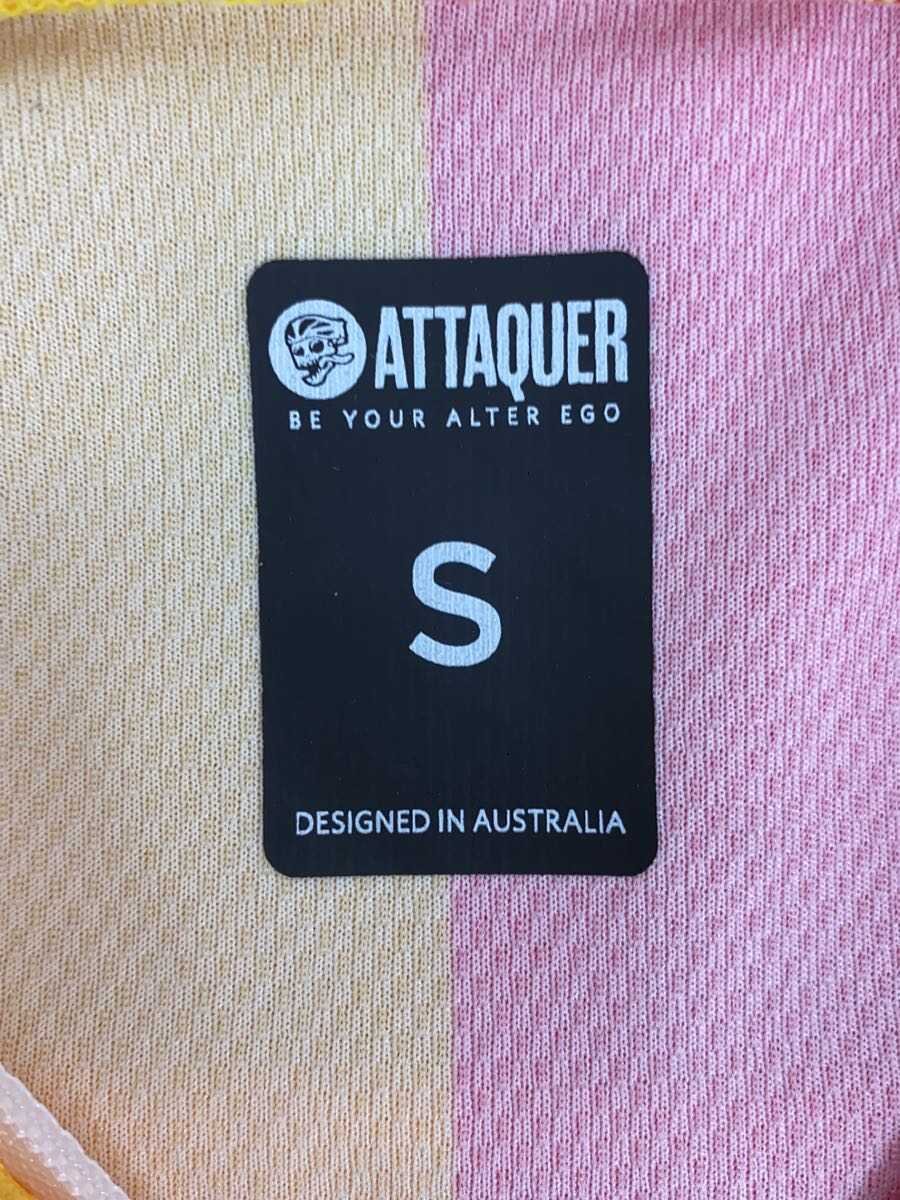 ATTAQUER
BE YOUR ALTER EGO
S
DESIGNED IN AUSTRALIA